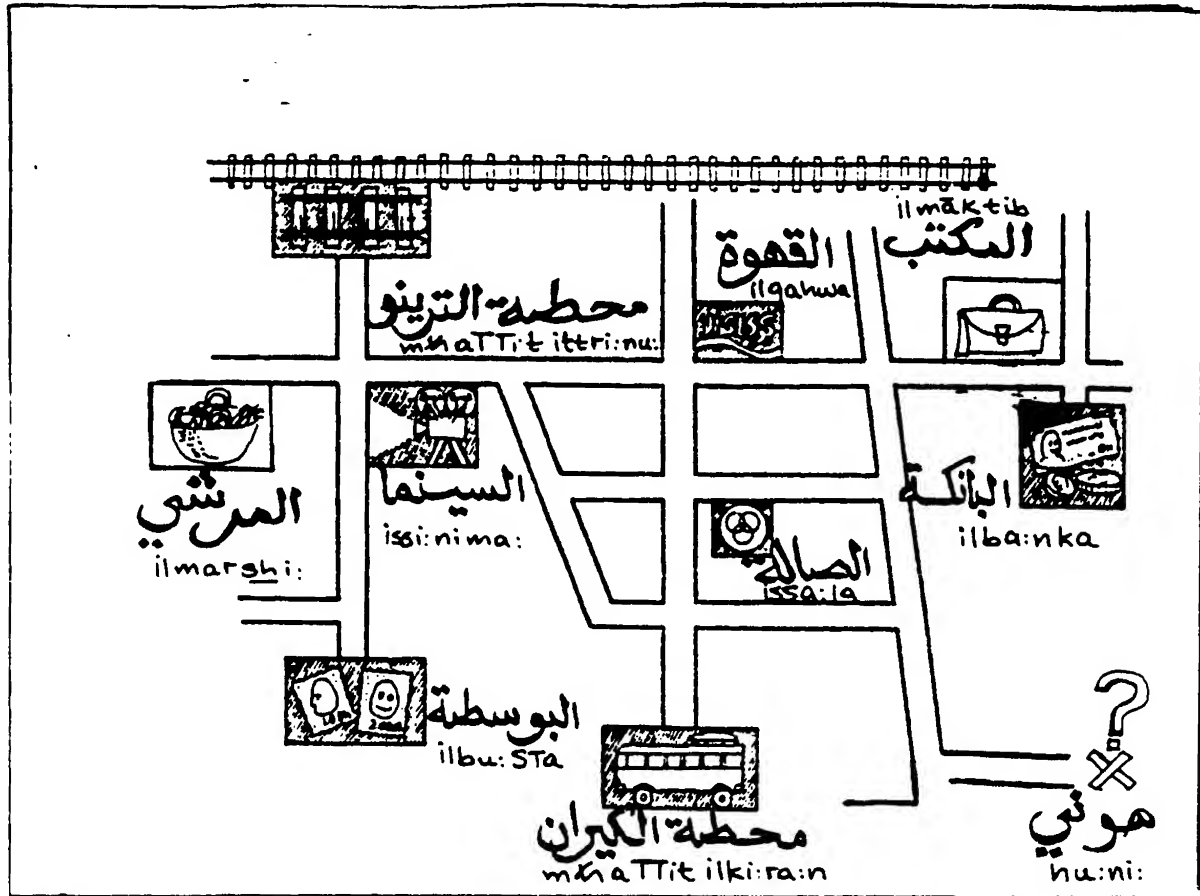 ilmaktib
المكتب
القهوة
ilgahwa
محطة الترينو
mhaTTit ittri:nu:
المرشي
ilmarshi:
السينما
issi:nima:
البانكة
ilba:nka
الصالة
issa:la
البوسطة
ilbu:STa
محطة الكيران
mhaTTit ilki:ra:n
?
هوني
hu:ni: